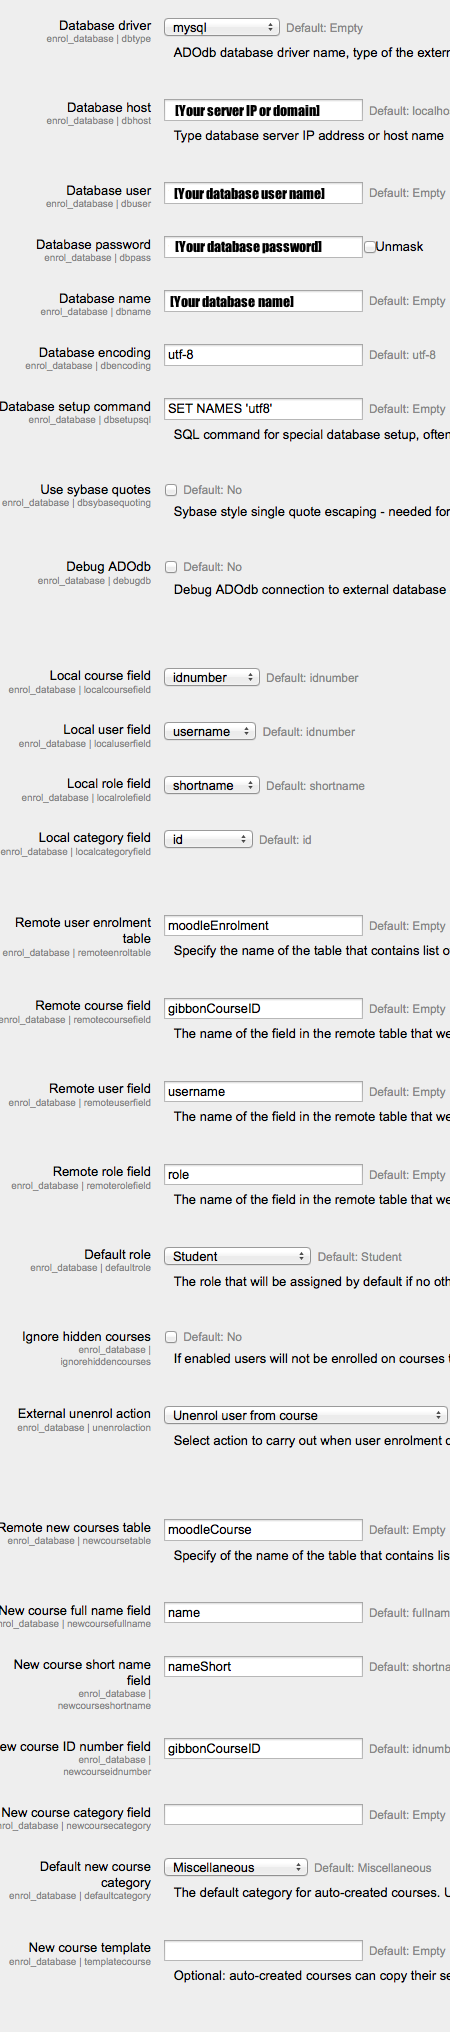 Database driver mysql Default: Empty
enrol_database | dbtype
ADOdb database driver name, type of the extern
Database host [Your server IP or domain] Default: localho
enrol_database | dbhost
Type database server IP address or host name
Database user [Your database user name] Default: Empty
enrol_database | dbuser
Database password [Your database password] Unmask
enrol_database | dbpass
Database name [Your database name] Default: Empty
enrol_database | dbname
Database encoding utf-8 Default: utf-8
enrol_database | dbencoding
Database setup command SET NAMES 'utf8' Default: Empty
enrol_database | dbsetupsql
SQL command for special database setup, often
Use sybase quotes Default: No
enrol_database | dbsybasequoting
Sybase style single quote escaping - needed for
Debug ADOdb Default: No
enrol_database | debugdb
Debug ADOdb connection to external database
Local course field idnumber Default: idnumber
enrol_database | localcoursefield
Local user field username Default: idnumber
enrol_database | localuserfield
Local role field shortname Default: shortname
enrol_database | localrolefield
Local category field id Default: id
enrol_database | localcategoryfield
Remote user enrolment moodleEnrolment Default: Empty
table
enrol_database | remoteenroltable
Specify the name of the table that contains list o
Remote course field gibbonCourseID Default: Empty
enrol_database | remotecoursefield
The name of the field in the remote table that we
Remote user field username Default: Empty
enrol_database | remoteuserfield
The name of the field in the remote table that we
Remote role field role Default: Empty
enrol_database | remoterolefield
The name of the field in the remote table that we
Default role Student Default: Student
enrol_database | defaultrole
The role that will be assigned by default if no oth
Ignore hidden courses Default: No
enrol_database |
ignorehiddencourses
If enabled users will not be enrolled on courses t
External unenrol action Unenrol user from course
enrol_database | unenrolaction
Select action to carry out when user enrolment d
Remote new courses table moodleCourse Default: Empty
enrol_database | newcoursetable
Specify of the name of the table that contains lis
New course full name field name Default: fullnam
nrol_database | newcoursefullname
New course short name nameShort Default: shortna
field
enrol_database |
newcourseshortname
ew course ID number field gibbonCourseID Default: idnumb
enrol_database |
newcourseidnumber
New course category field Default: Empty
nrol_database | newcoursecategory
Default new course Miscellaneous Default: Miscellaneous
category
enrol_database | defaultcategory
The default category for auto-created courses. U
New course template Default: Empty
enrol_database | templatecourse
Optional: auto-created courses can copy their se